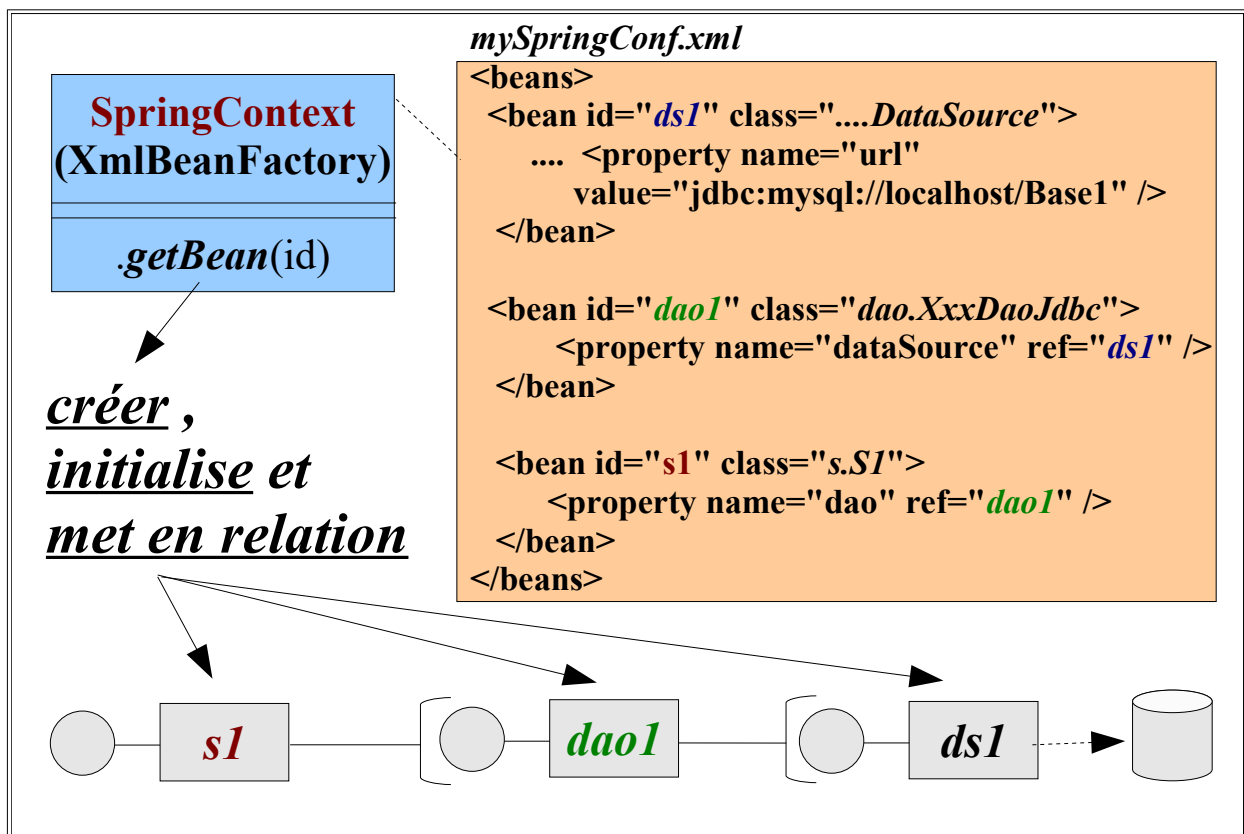 mySpringConf.xml
SpringContext
(XmlBeanFactory)
.getBean(id)
<beans>
<bean id="ds1" class="....DataSource">
.... <property name="url"
value="jdbc:mysql://localhost/Base1" />
</bean>
<bean id="dao1" class="dao.XxxDaoJdbc">
<property name="dataSource" ref="ds1" />
</bean>
<bean id="s1" class="s.S1">
<property name="dao" ref="dao1" />
</bean>
</beans>
créer ,
initialise et
met en relation
s1
dao1
ds1